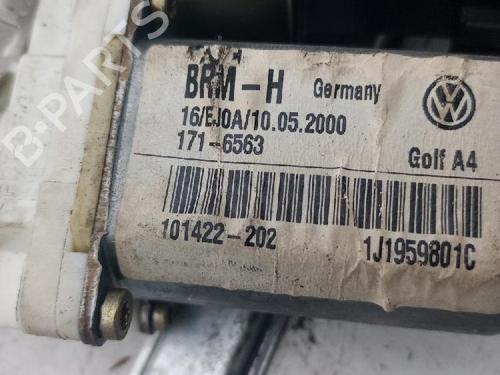 BRM-H Germany
16/EJ0A/10.05.2000
171-6563
Golf A4
101422-202 1J1959801C
B-PARTS